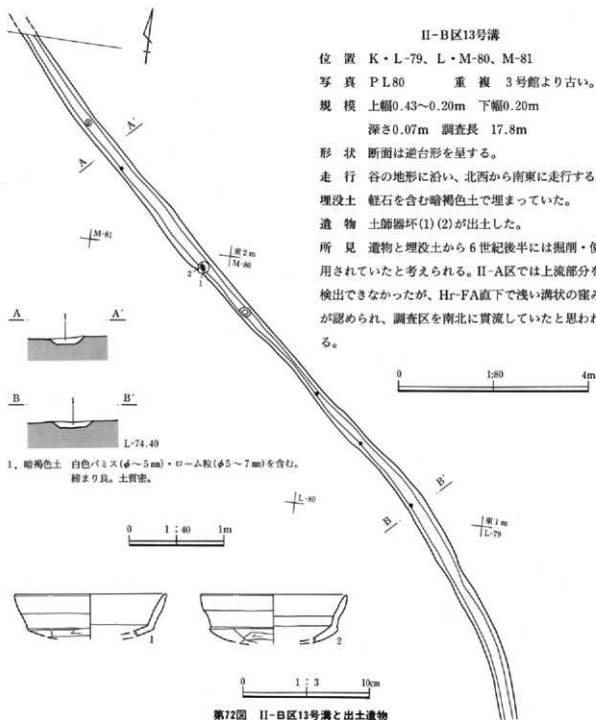 II-B区13号溝
位 置 K・L-79、L・M-80、M-81
写 真 PL80 重 複 3号館より古い。
規 模 上幅0.43～0.20m 下幅0.20m
深さ0.07m 調査長 17.8m
形 状 断面は逆台形を呈する。
走 行 谷の地形に沿い、北西から南東に走行する
埋没土 軽石を含む暗褐色土で埋まっていた。
遺 物 土師器坏(1)(2)が出土した。
所 見 遺物と埋没土から6世紀後半には掘削・使
用されていたと考えられる。II-A区では上流部分を
検出できなかったが、Hr-FA直下で浅い溝状の窪み
が認められ、調査区を南北に貫流していたと思われ
る。
0 1:80 4m
A A′
M-81
東2m
M-80
2 1
A 1 A′
B 1 B′
L=74.40
1. 暗褐色土 白色パミス(φ～5㎜)・ローム粒(φ5～7㎜)を含む。
締まり良。土質密。
L-80
B B′
東1m
L-79
0 1:40 1m
1 2
0 1:3 10cm
第72図 II-B区13号溝と出土遺物